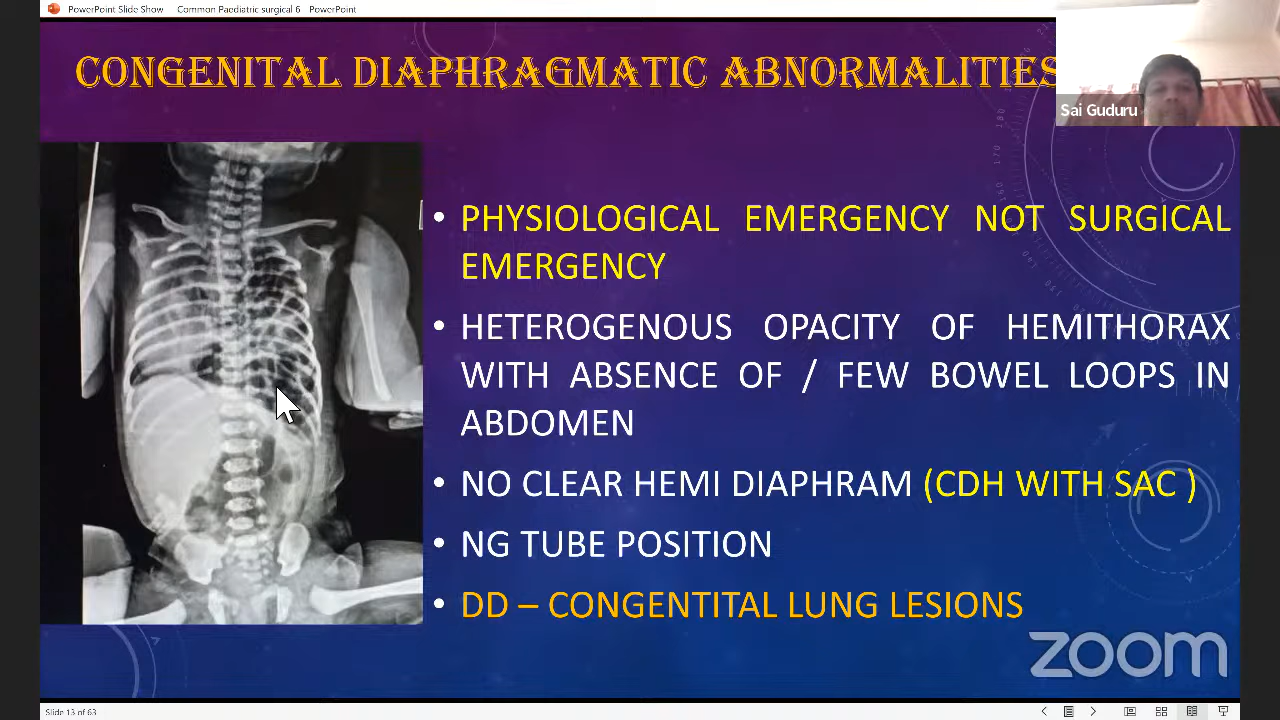 PowerPoint Slide Show Common Paediatric surgical 6 PowerPoint
CONGENITAL DIAPHRAGMATIC ABNORMALITIES
Sai Guduru
• PHYSIOLOGICAL EMERGENCY NOT SURGICAL
EMERGENCY
• HETEROGENOUS OPACITY OF HEMITHORAX
WITH ABSENCE OF / FEW BOWEL LOOPS IN
ABDOMEN
• NO CLEAR HEMI DIAPHRAM (CDH WITH SAC )
• NG TUBE POSITION
• DD – CONGENTITAL LUNG LESIONS
zoom
Slide 13 of 63